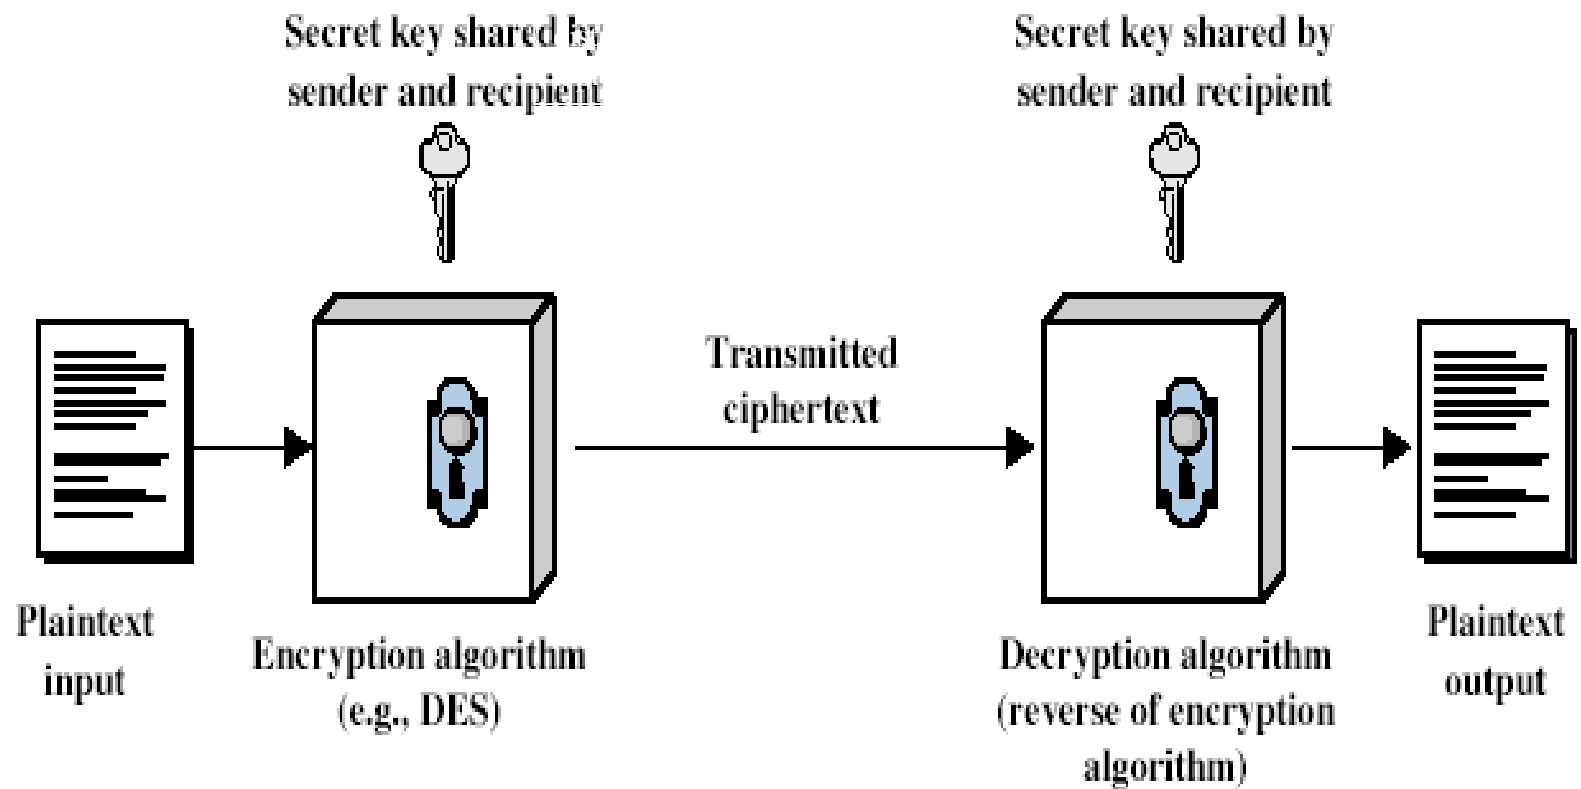 Secret key shared by
sender and recipient
Secret key shared by
sender and recipient
Transmitted
ciphertext
Plaintext
input
Encryption algorithm
(e.g., DES)
Decryption algorithm
(reverse of encryption
algorithm)
Plaintext
output